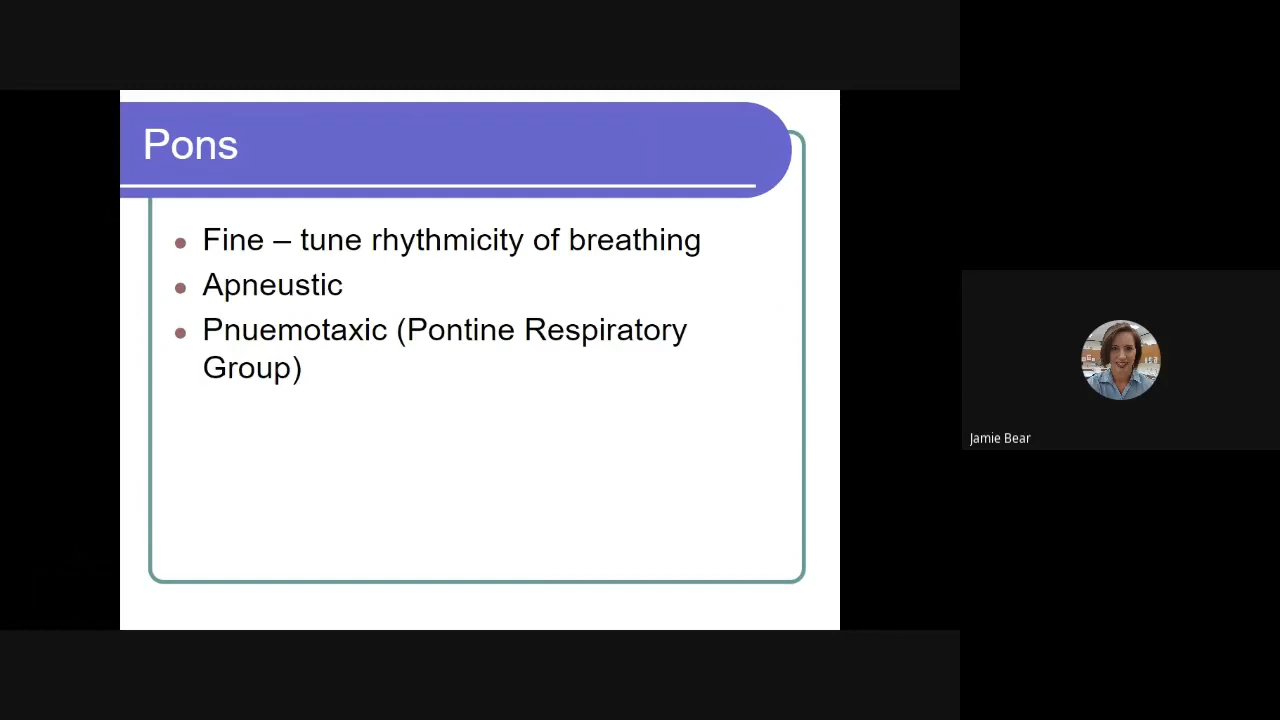 Pons
Fine – tune rhythmicity of breathing
Apneustic
Pnuemotaxic (Pontine Respiratory
Group)
Jamie Bear